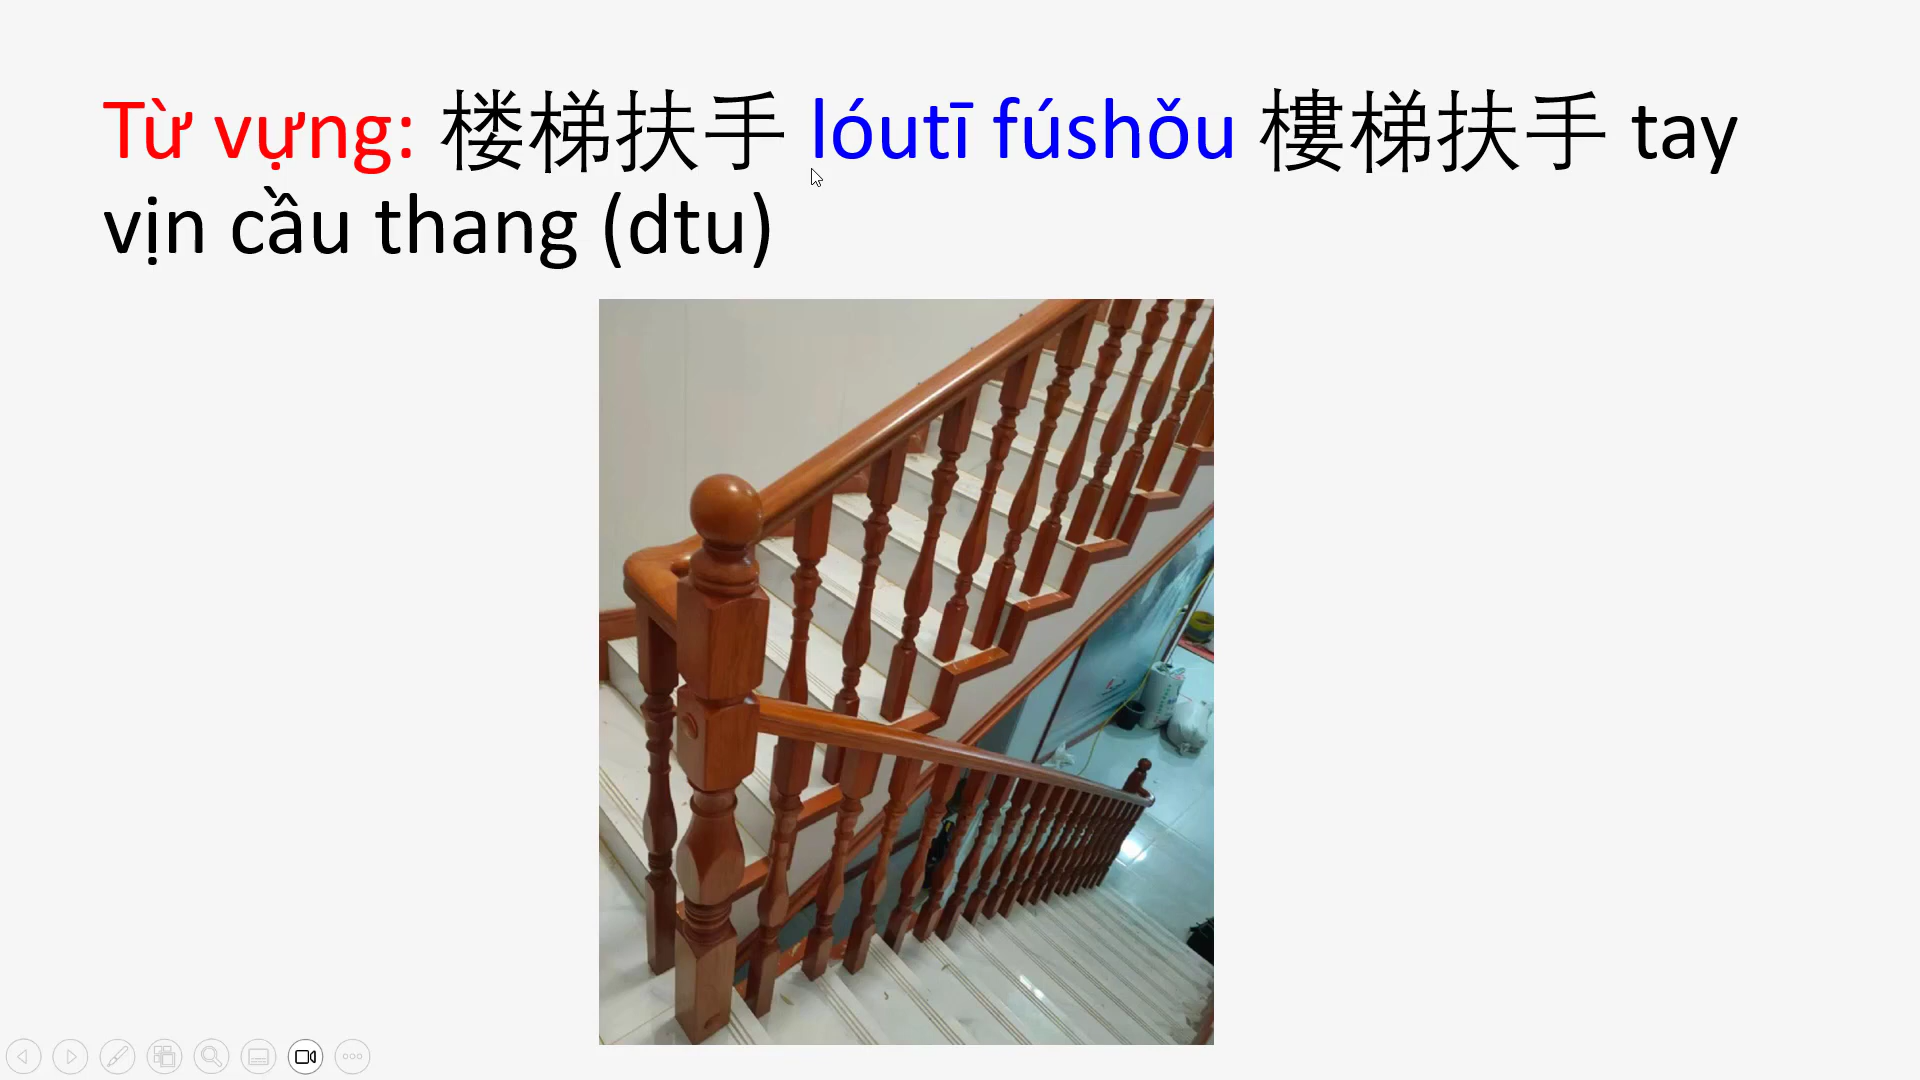 Từ vựng: 楼梯扶手 lóutī fúshǒu 樓梯扶手 tay
vịn cầu thang (dtu)